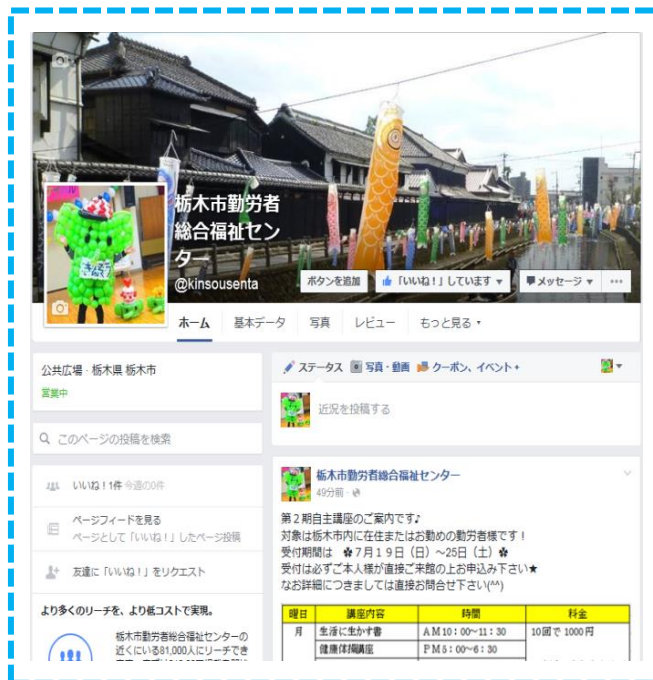 栃木市勤労者
総合福祉セン
ター
@kinsousenta
ボタンを追加 「いいね!」しています ▾ メッセージ ▾ •••
ホーム 基本データ 写真 レビュー もっと見る ▾
公共広場 · 栃木県 栃木市
営業中
このページの投稿を検索
いいね!1件 今週の0件
ページフィードを見る
ページとして「いいね!」したページ投稿
友達に「いいね!」をリクエスト
より多くのリーチを、より低コストで実現。
栃木市勤労者総合福祉センターの
近くにいる81,000人にリーチでき
ステータス 写真・動画 クーポン、イベント+
近況を投稿する
栃木市勤労者総合福祉センター
49分前 ·
第2期自主講座のご案内です♪
対象は栃木市内に在住またはお勤めの勤労者様です!
受付期間は ✿7月19日(日)~25日(土)✿
受付は必ずご本人様が直接ご来館の上お申込み下さい★
なお詳細につきましては直接お問合せ下さい(^^)
曜日 講座内容 時間 料金
月 生活に生かす書 AM10:00~11:30 10回で1000円
健康体操講座 PM5:00~6:30